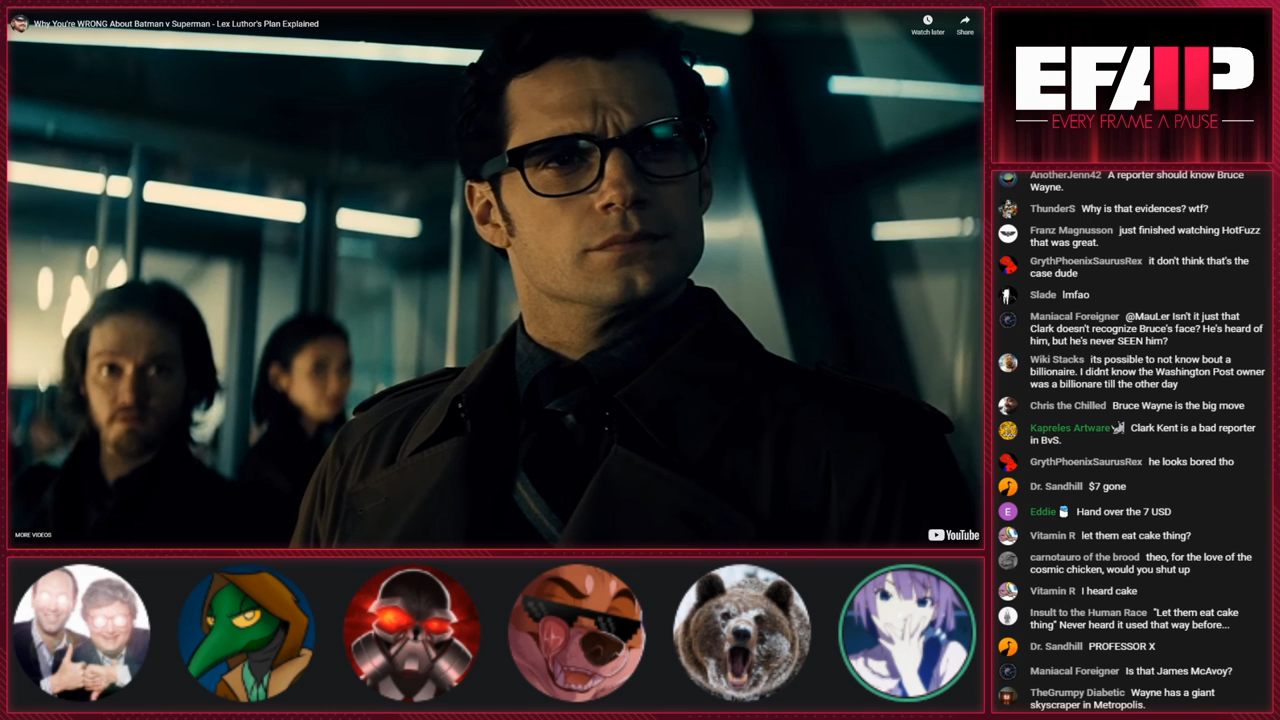 Why You're WRONG About Batman v Superman - Lex Luthor's Plan Explained
Watch later
Share
MORE VIDEOS
YouTube
EFAP
EVERY FRAME A PAUSE
AnotherJenn42 A reporter should know Bruce
Wayne.
ThunderS Why is that evidences? wtf?
Franz Magnusson just finished watching HotFuzz
that was great.
GrythPhoenixSaurusRex it don't think that's the
case dude
Slade lmfao
Maniacal Foreigner @MauLer Isn't it just that
Clark doesn't recognize Bruce's face? He's heard of
him, but he's never SEEN him?
Wiki Stacks its possible to not know bout a
billionaire. I didnt know the Washington Post owner
was a billionare till the other day
Chris the Chilled Bruce Wayne is the big move
Kapreles Artware Clark Kent is a bad reporter
in BvS.
GrythPhoenixSaurusRex he looks bored tho
Dr. Sandhill $7 gone
E
Eddie Hand over the 7 USD
Vitamin R let them eat cake thing?
carnotauro of the brood theo, for the love of the
cosmic chicken, would you shut up
Vitamin R I heard cake
Insult to the Human Race "Let them eat cake
thing" Never heard it used that way before...
Dr. Sandhill PROFESSOR X
Maniacal Foreigner Is that James McAvoy?
TheGrumpy Diabetic Wayne has a giant
skyscraper in Metropolis.